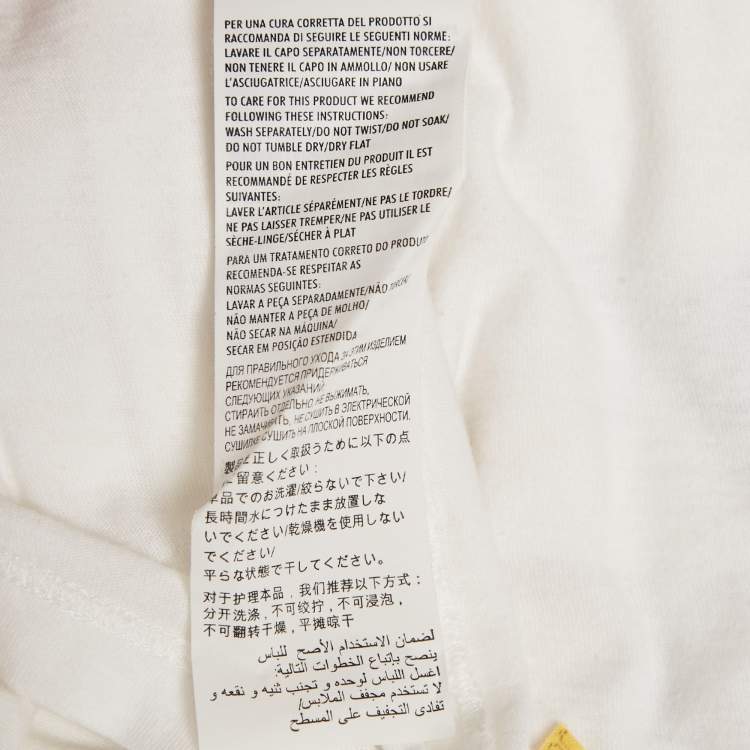 PER UNA CURA CORRETTA DEL PRODOTTO SI
RACCOMANDA DI SEGUIRE LE SEGUENTI NORME:
LAVARE IL CAPO SEPARATAMENTE/NON TORCERE/
NON TENERE IL CAPO IN AMMOLLO/ NON USARE
L'ASCIUGATRICE/ASCIUGARE IN PIANO
TO CARE FOR THIS PRODUCT WE RECOMMEND
FOLLOWING THESE INSTRUCTIONS:
WASH SEPARATELY/DO NOT TWIST/DO NOT SOAK/
DO NOT TUMBLE DRY/DRY FLAT
POUR UN BON ENTRETIEN DU PRODUIT IL EST
RECOMMANDÉ DE RESPECTER LES RÈGLES
SUIVANTES:
LAVER L'ARTICLE SÉPARÉMENT/NE PAS LE TORDRE/
NE PAS LAISSER TREMPER/NE PAS UTILISER LE
SÈCHE-LINGE/SÉCHER À PLAT
PARA UM TRATAMENTO CORRETO DO PRODUTO
RECOMENDA-SE RESPEITAR AS
NORMAS SEGUINTES:
LAVAR A PEÇA SEPARADAMENTE/NÃO TORCER/
NÃO MANTER A PEÇA DE MOLHO/
NÃO SECAR NA MÁQUINA/
SECAR EM POSIÇÃO ESTENDIDA
ДЛЯ ПРАВИЛЬНОГО УХОДА ЗА ЭТИМ ИЗДЕЛИЕМ
РЕКОМЕНДУЕТСЯ ПРИДЕРЖИВАТЬСЯ
СЛЕДУЮЩИХ УКАЗАНИЙ
СТИРАТЬ ОТДЕЛЬНО, НЕ ВЫЖИМАТЬ,
НЕ ЗАМАЧИВАТЬ, НЕ СУШИТЬ В ЭЛЕКТРИЧЕСКОЙ
СУШИЛКЕ СУШИТЬ НА ПЛОСКОЙ ПОВЕРХНОСТИ.
正しく取扱うために以下の点
留意ください:
単品でのお洗濯/絞らないで下さい/
長時間水につけたまま放置しな
いでください/乾燥機を使用しない
でください/
平らな状態で干してください。
对于护理本品,我们推荐以下方式:
分开洗涤,不可绞拧,不可浸泡,
不可翻转干燥,平摊晾干
لضمان الاستخدام الأصح للباس
ينصح بإتباع الخطوات التالية:
اغسل اللباس لوحده و تجنب ثنيه و نقعه و
لا تستخدم مجفف الملابس/
تفادى التجفيف على المسطح